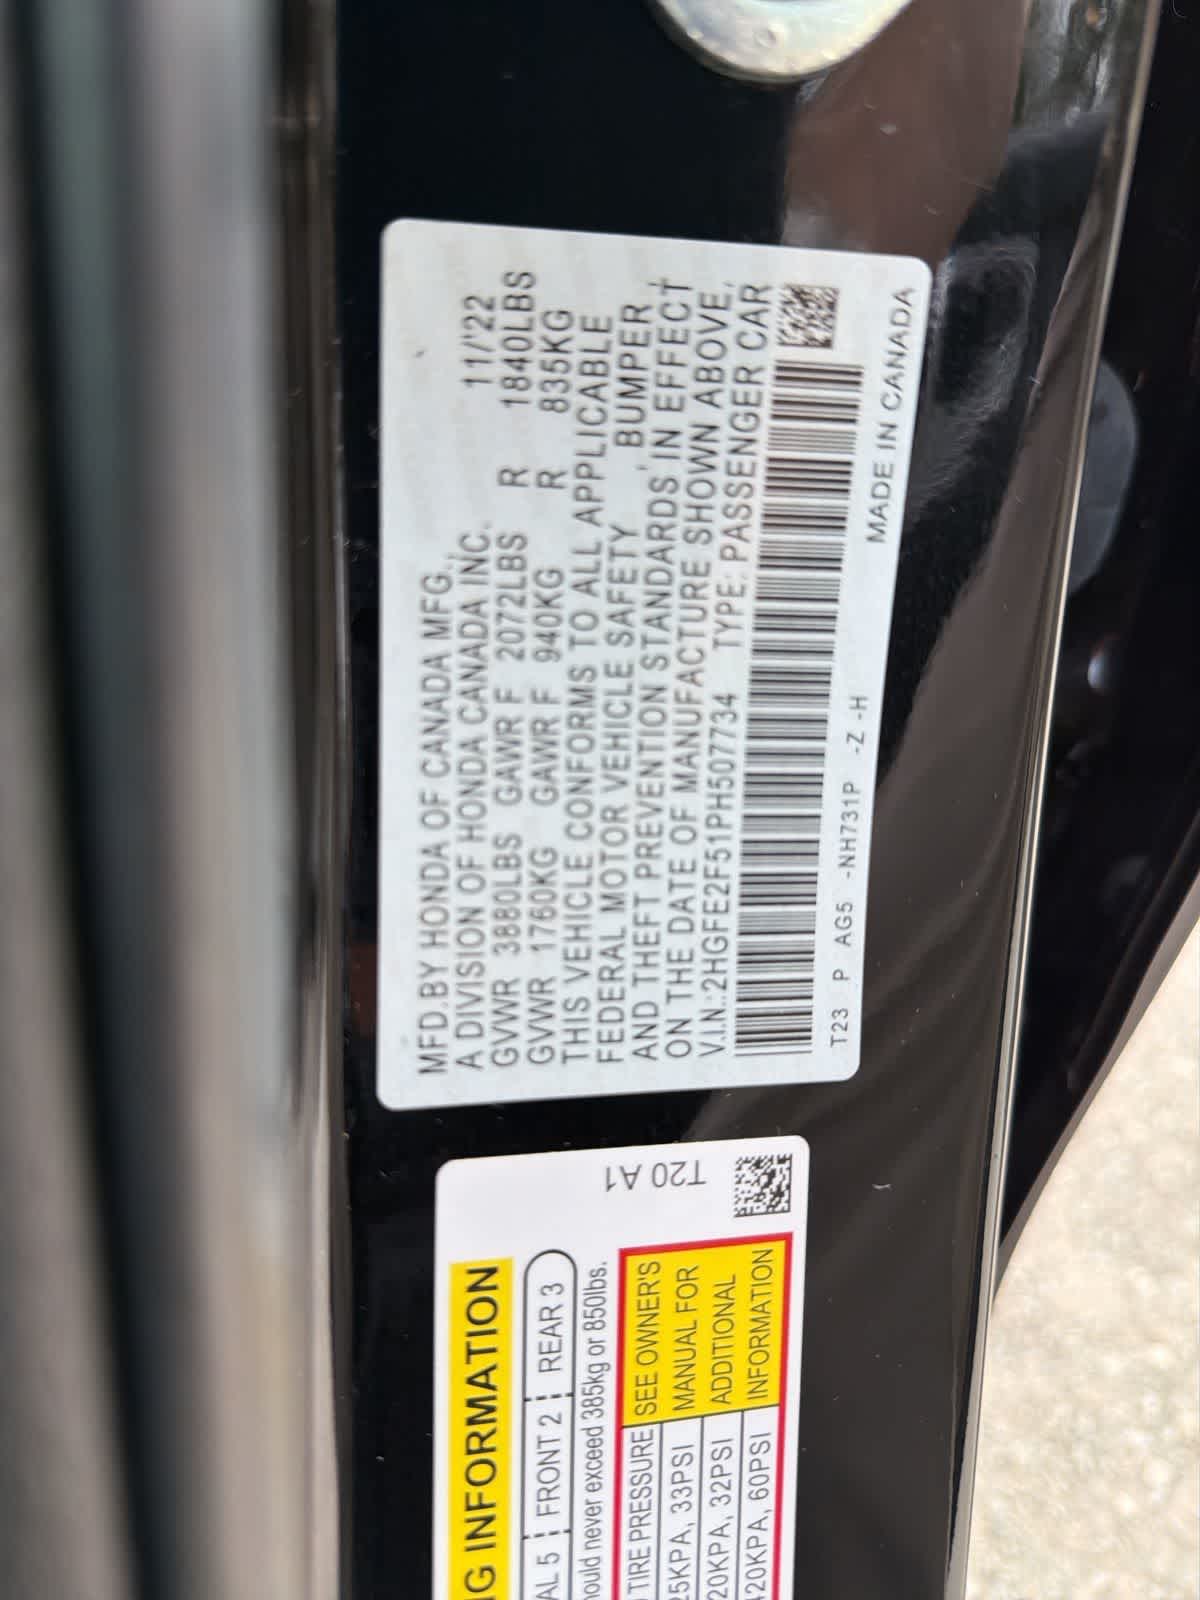 MFD.BY HONDA OF CANADA MFG.,
A DIVISION OF HONDA CANADA INC. 11/'22
GVWR 3880LBS GAWR F 2072LBS R 1840LBS
GVWR 1760KG GAWR F 940KG R 835KG
THIS VEHICLE CONFORMS TO ALL APPLICABLE
FEDERAL MOTOR VEHICLE SAFETY , BUMPER ,
AND THEFT PREVENTION STANDARDS IN EFFECT
ON THE DATE OF MANUFACTURE SHOWN ABOVE.
V.I.N.:2HGFE2F51PH507734 TYPE: PASSENGER CAR
T23 P AG5 -NH731P -Z -H
MADE IN CANADA
T20 A1
INFORMATION
AL 5 FRONT 2 REAR 3
never exceed 385kg or 850lbs.
TIRE PRESSURE
25KPA, 33PSI
20KPA, 32PSI
420KPA, 60PSI
SEE OWNER'S
MANUAL FOR
ADDITIONAL
INFORMATION